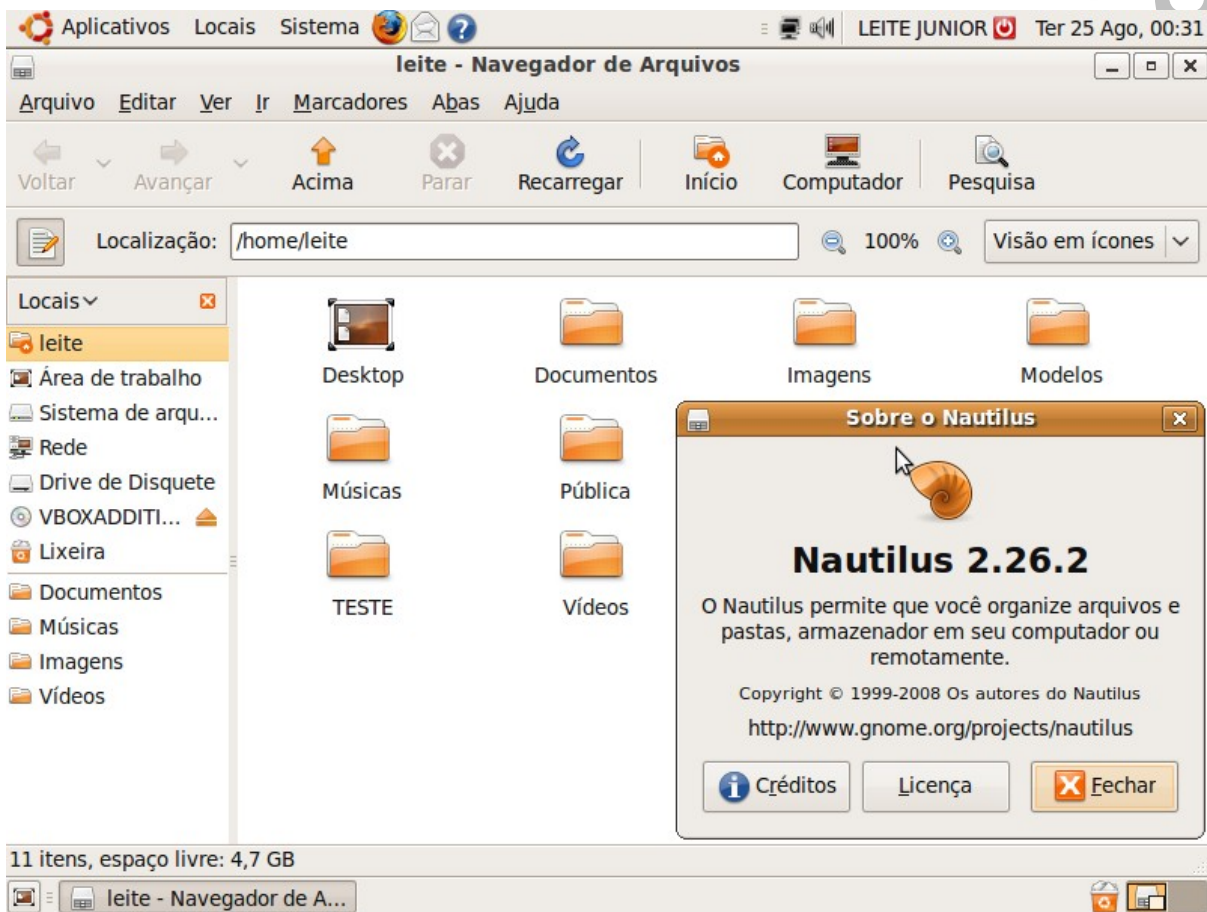 Aplicativos Locais Sistema LEITE JUNIOR Ter 25 Ago, 00:31
leite - Navegador de Arquivos
Arquivo Editar Ver Ir Marcadores Abas Ajuda
Voltar Avançar Acima Parar Recarregar Início Computador Pesquisa
Localização: /home/leite 100% Visão em ícones
Locais
leite
Área de trabalho
Sistema de arqu...
Rede
Drive de Disquete
VBOXADDITI...
Lixeira
Documentos
Músicas
Imagens
Vídeos
Desktop Documentos Imagens Modelos
Músicas Pública
TESTE Vídeos
Sobre o Nautilus
Nautilus 2.26.2
O Nautilus permite que você organize arquivos e
pastas, armazenador em seu computador ou
remotamente.
Copyright © 1999-2008 Os autores do Nautilus
http://www.gnome.org/projects/nautilus
Créditos Licença Fechar
11 itens, espaço livre: 4,7 GB
leite - Navegador de A...